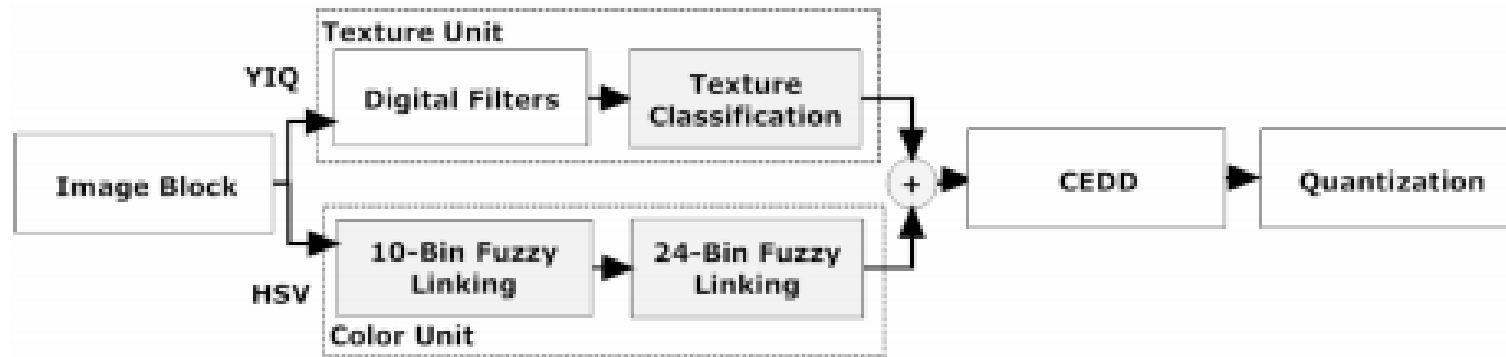 Texture Unit
YIQ
Digital Filters
Texture
Classification
Image Block
+
CEDD
Quantization
10-Bin Fuzzy
Linking
24-Bin Fuzzy
Linking
HSV
Color Unit